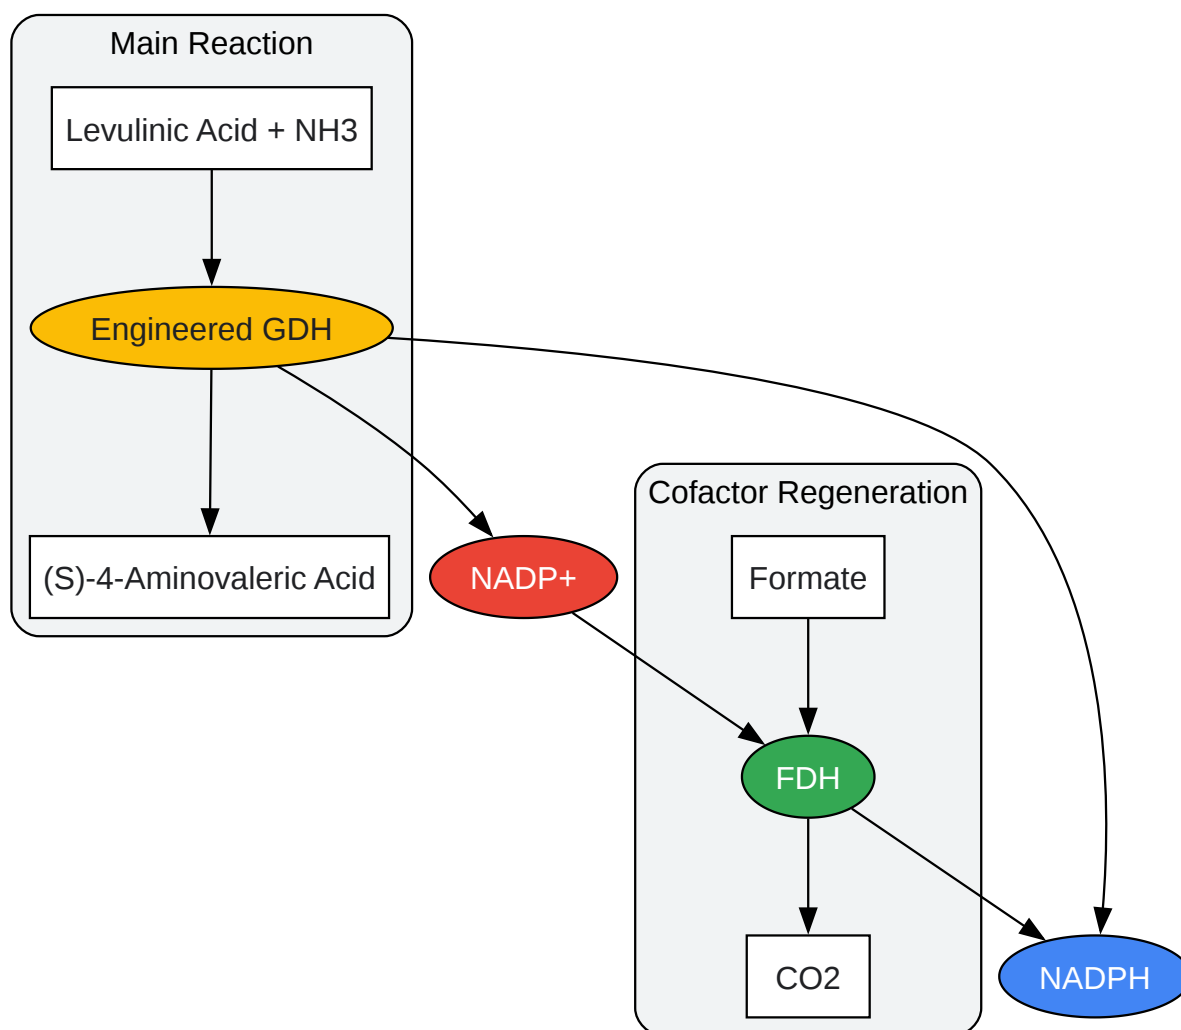 Main Reaction
Levulinic Acid + NH3
Engineered GDH
(S)-4-Aminovaleric Acid
NADP+
Cofactor Regeneration
Formate
FDH
CO2
NADPH